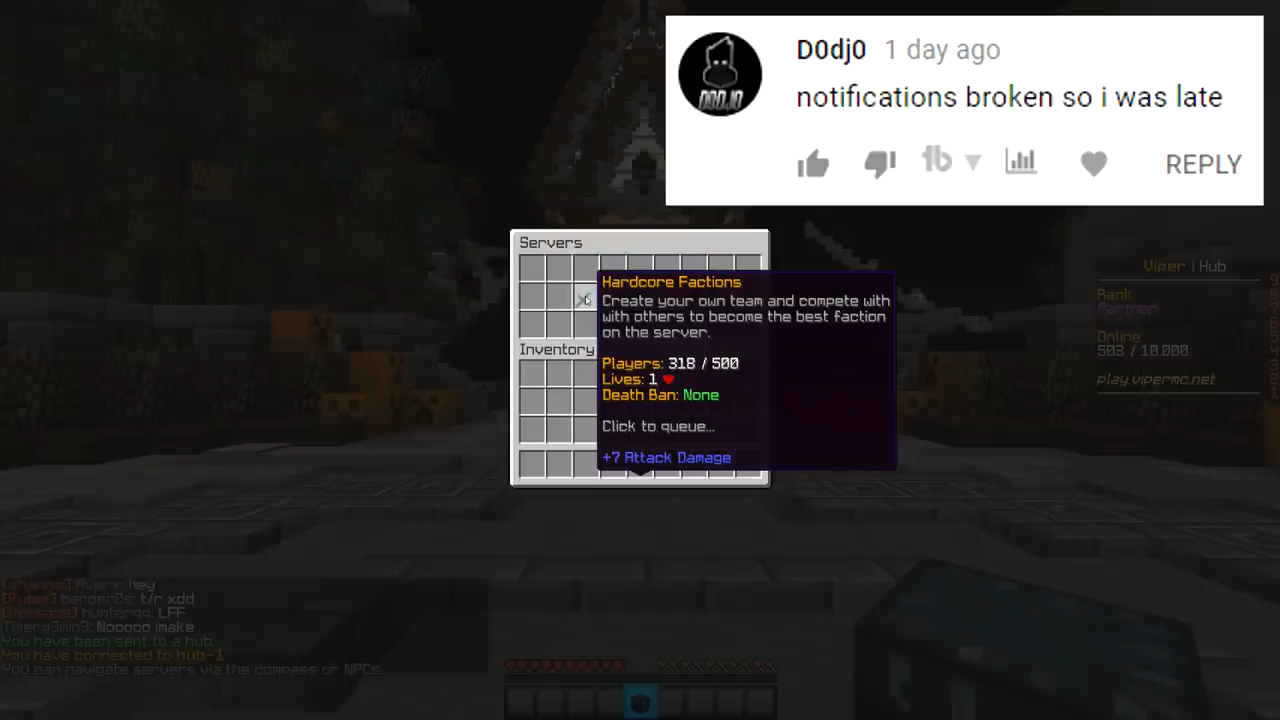 D0dj0 1 day ago
notifications broken so i was late
REPLY
D0DJ0
Servers
Hardcore Factions
Create your own team and compete with
with others to become the best faction
on the server.
Players: 318 / 500
Lives: 1
Death Ban: None
Click to queue...
+7 Attack Damage
Inventory
Viper | Hub
Rank
Partner
Online
503 / 10.000
play.vipermc.net
hey
t/r xdd
LFF
Nooooo imake
You have been sent to a hub.
You have connected to hub-1
You can navigate servers via the compass or NPCs.